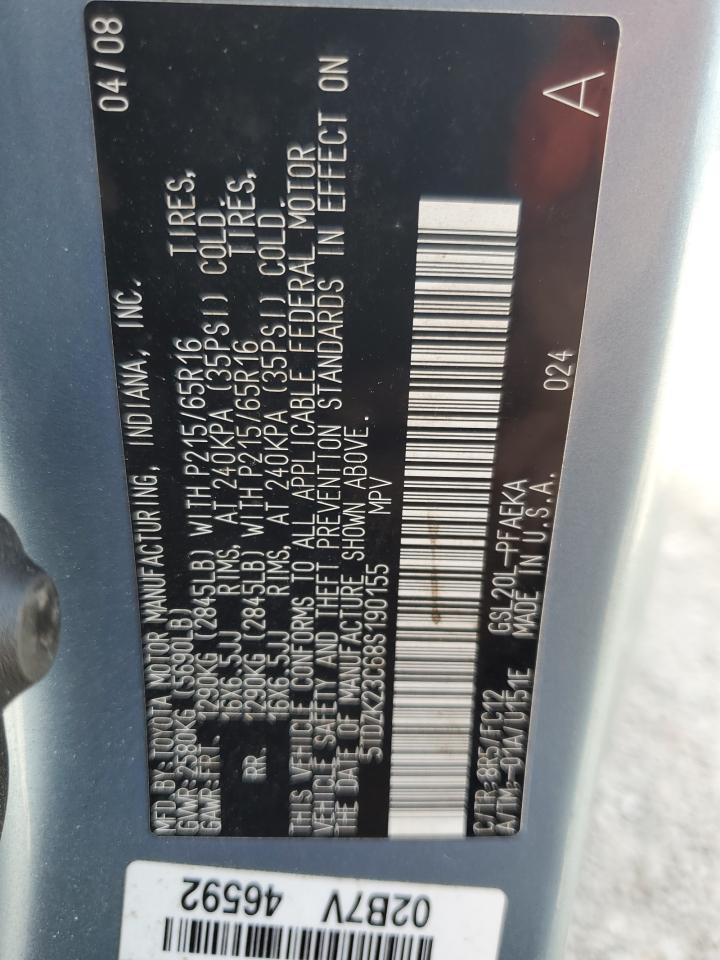 MFD BY:TOYOTA MOTOR MANUFACTURING, INDIANA, INC. 04/08
GVWR:2580KG (5690LB)
GAWR:FRT. 1290KG (2845LB) WITH P215/65R16 TIRES,
16X6.5JJ RIMS, AT 240KPA (35PSI) COLD.
RR. 1290KG (2845LB) WITH P215/65R16 TIRES,
16X6.5JJ RIMS, AT 240KPA (35PSI) COLD.
THIS VEHICLE CONFORMS TO ALL APPLICABLE FEDERAL MOTOR
VEHICLE SAFETY AND THEFT PREVENTION STANDARDS IN EFFECT ON
THE DATE OF MANUFACTURE SHOWN ABOVE.
5TDZK23C68S190155 MPV
C/TR:8R5/FC12 GSL20L-PFAEKA 024
A/TM:-01A/U151E MADE IN U.S.A. A
02B7V 46592